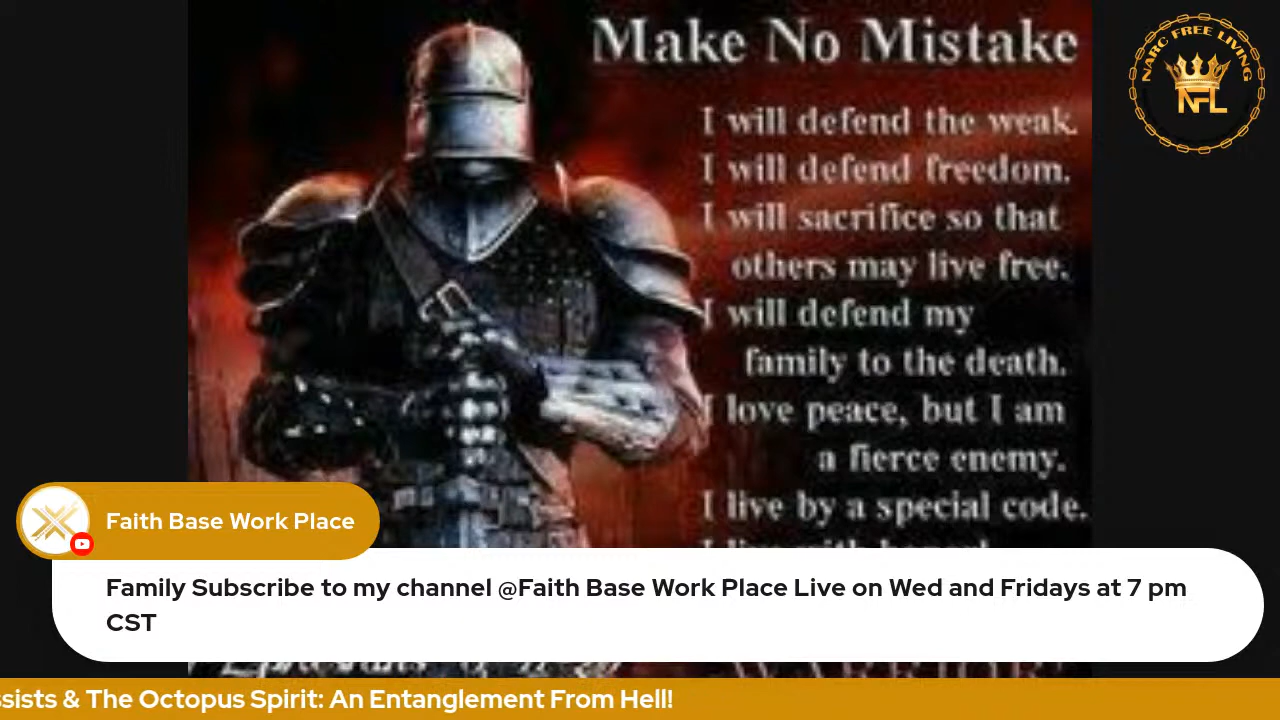 Make No Mistake
I will defend the weak.
I will defend freedom.
I will sacrifice so that
others may live free.
I will defend my
family to the death.
I love peace, but I am
a fierce enemy.
I live by a special code.
NARC FREE LIVING
NFL
Faith Base Work Place
Family Subscribe to my channel @Faith Base Work Place Live on Wed and Fridays at 7 pm
CST
& The Octopus Spirit: An Entanglement From Hell!